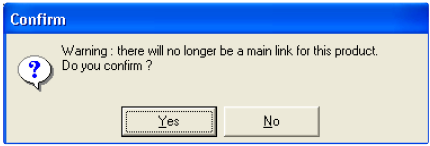 Confirm
Warning : there will no longer be a main link for this product.
Do you confirm ?
Yes
No